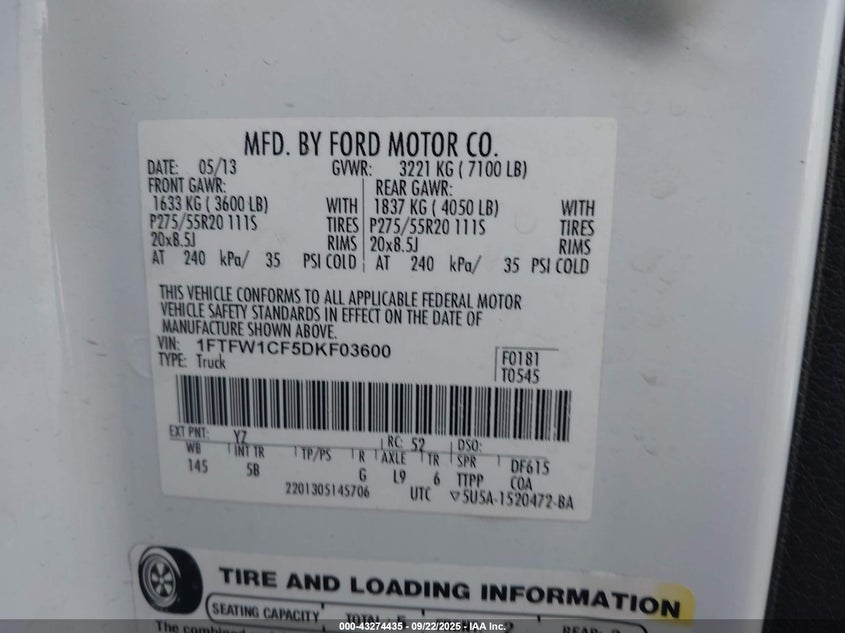 MFD. BY FORD MOTOR CO.
DATE: 05/13 GVWR: 3221 KG ( 7100 LB)
FRONT GAWR: REAR GAWR:
1633 KG ( 3600 LB) WITH 1837 KG ( 4050 LB) WITH
P275/55R20 111S TIRES P275/55R20 111S TIRES
20x8.5J RIMS 20x8.5J RIMS
AT 240 kPa/ 35 PSI COLD AT 240 kPa/ 35 PSI COLD
THIS VEHICLE CONFORMS TO ALL APPLICABLE FEDERAL MOTOR
VEHICLE SAFETY STANDARDS IN EFFECT ON THE DATE OF
MANUFACTURE SHOWN ABOVE.
VIN: 1FTFW1CF5DKF03600
TYPE: Truck
F0181
T0545
EXT PNT: YZ RC: 52 DSO:
WB INT TR TP/PS R AXLE TR SPR DF615
145 5B G L9 6 TTPP COA
2201305145706 UTC ▽5U5A-1520472-BA
TIRE AND LOADING INFORMATION
SEATING CAPACITY TOTAL: 5
The combined
000-43274435 - 09/22/2025 - IAA Inc.